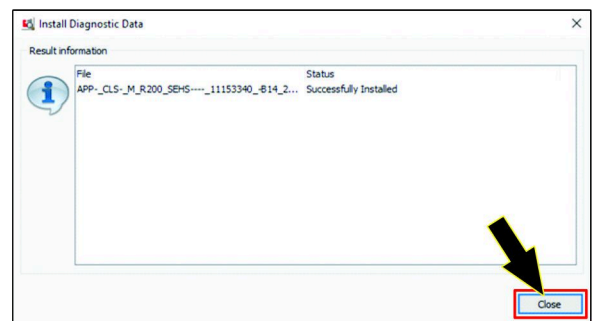 Install Diagnostic Data
Result information
File Status
APP-_CLS-_M_R200_SEHS----_11153340_-B14_2... Successfully Installed
Close